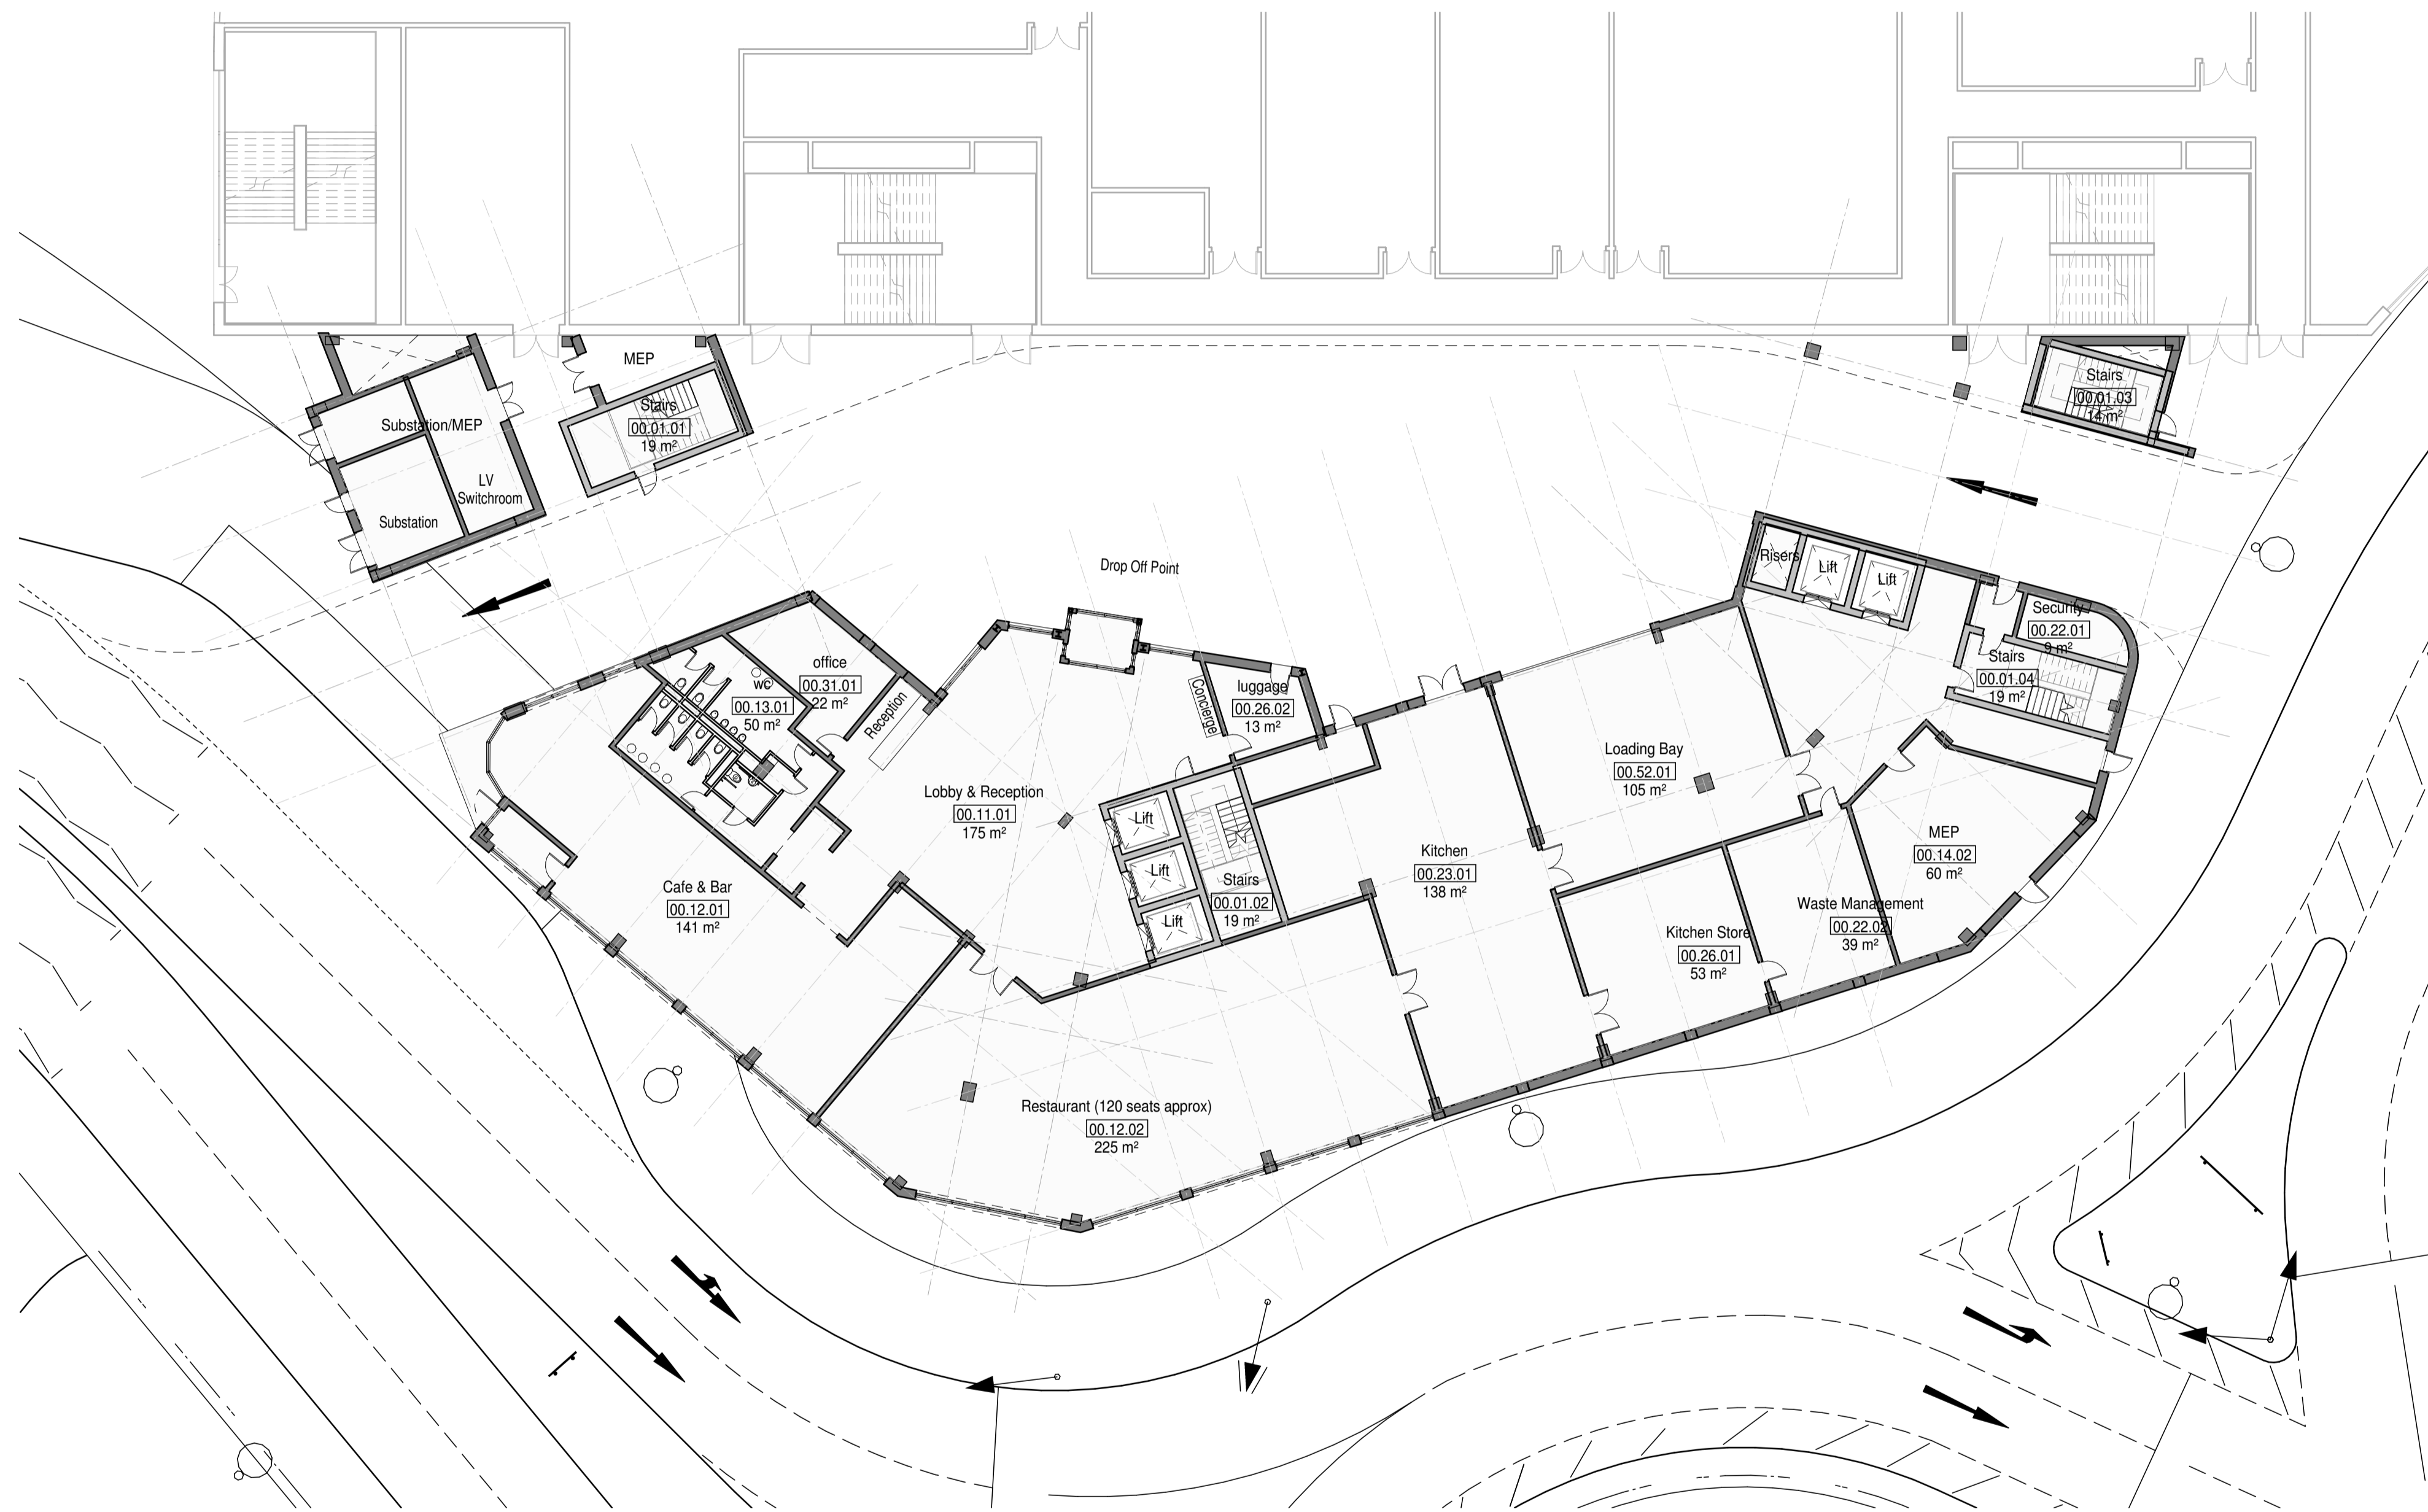 MEP
Stairs
00.01.01
19 m²
Substation/MEP
LV
Switchroom
Substation
Stairs
00.01.03
14 m²
Drop Off Point
Risers
Lift
Lift
Security
00.22.01
9 m²
Stairs
00.01.04
19 m²
office
00.31.01
22 m²
wc
00.13.01
50 m²
Reception
Concierge
luggage
00.26.02
13 m²
Lobby & Reception
00.11.01
175 m²
Loading Bay
00.52.01
105 m²
Lift
Lift
Lift
Stairs
00.01.02
19 m²
Kitchen
00.23.01
138 m²
MEP
00.14.02
60 m²
Cafe & Bar
00.12.01
141 m²
Waste Management
00.22.02
39 m²
Kitchen Store
00.26.01
53 m²
Restaurant (120 seats approx)
00.12.02
225 m²